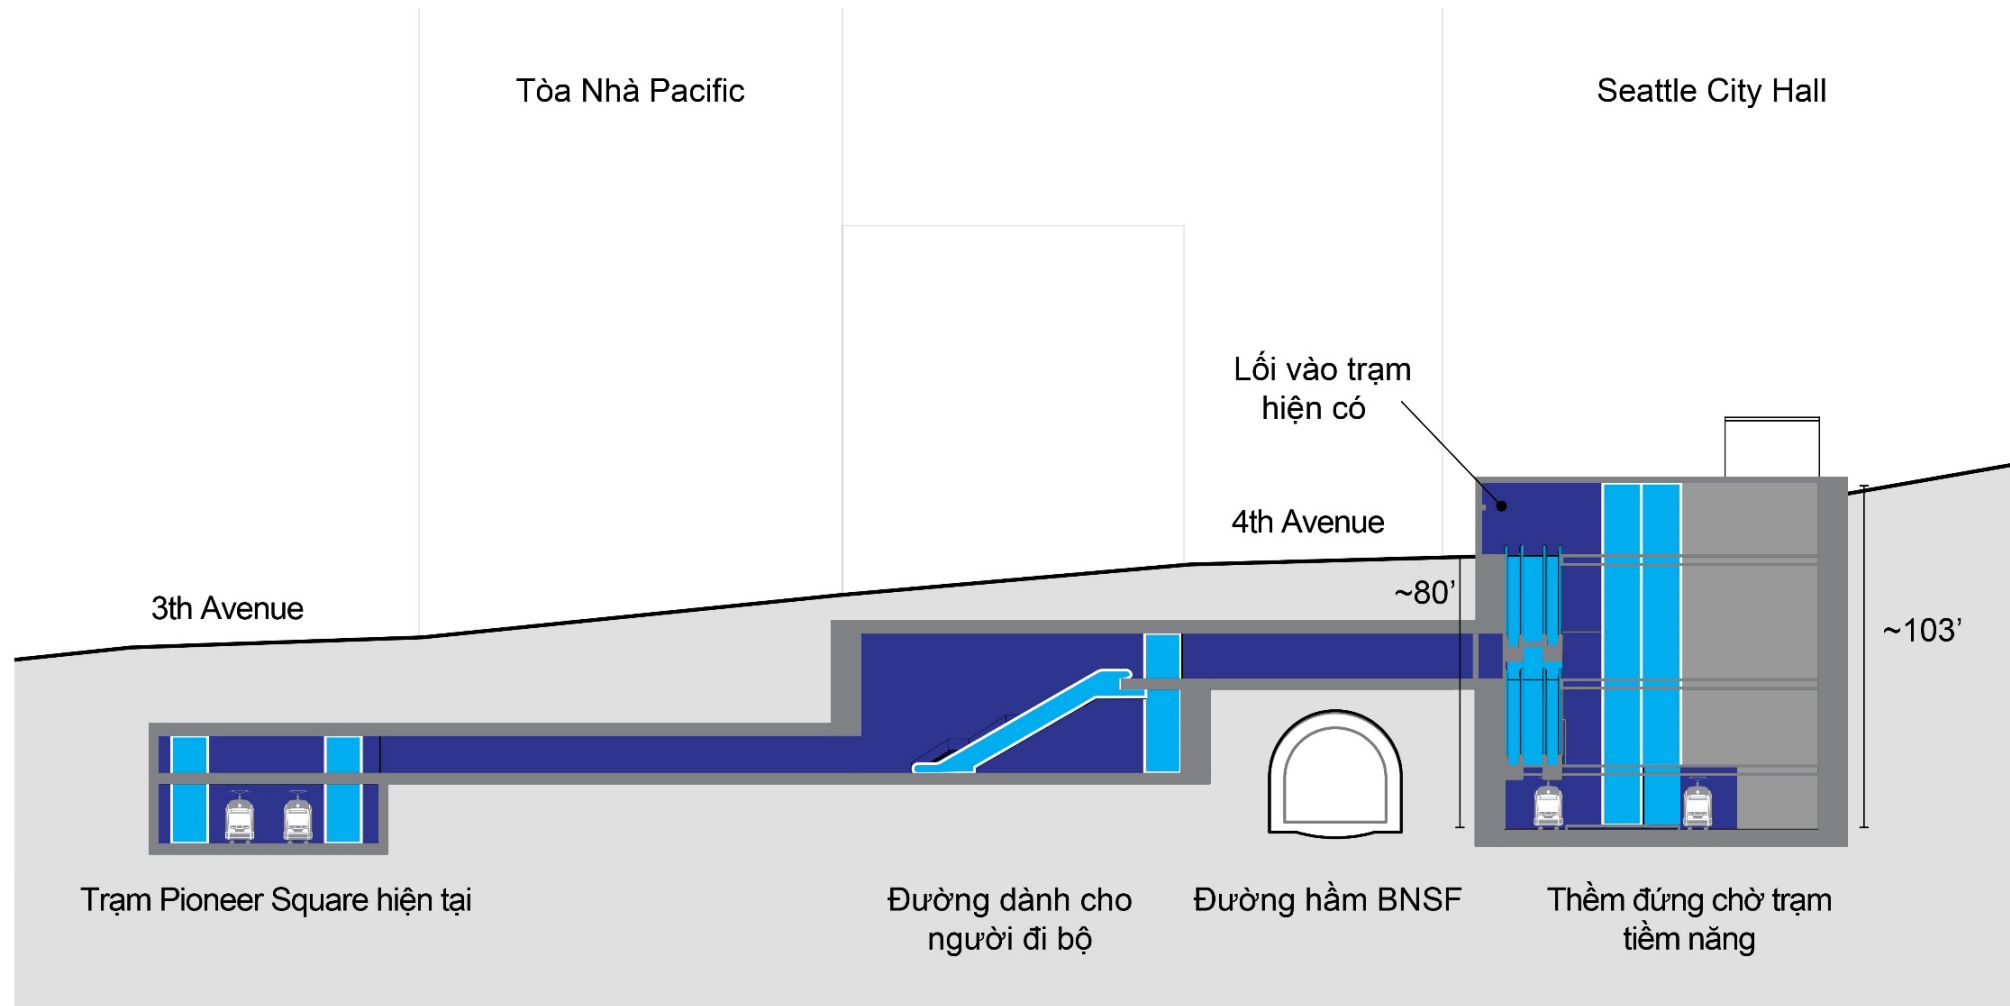 Tòa Nhà Pacific
Seattle City Hall
Lối vào trạm
hiện có
4th Avenue
3th Avenue
~80’
~103’
Trạm Pioneer Square hiện tại
Đường dành cho
người đi bộ
Đường hầm BNSF
Thềm đứng chờ trạm
tiềm năng